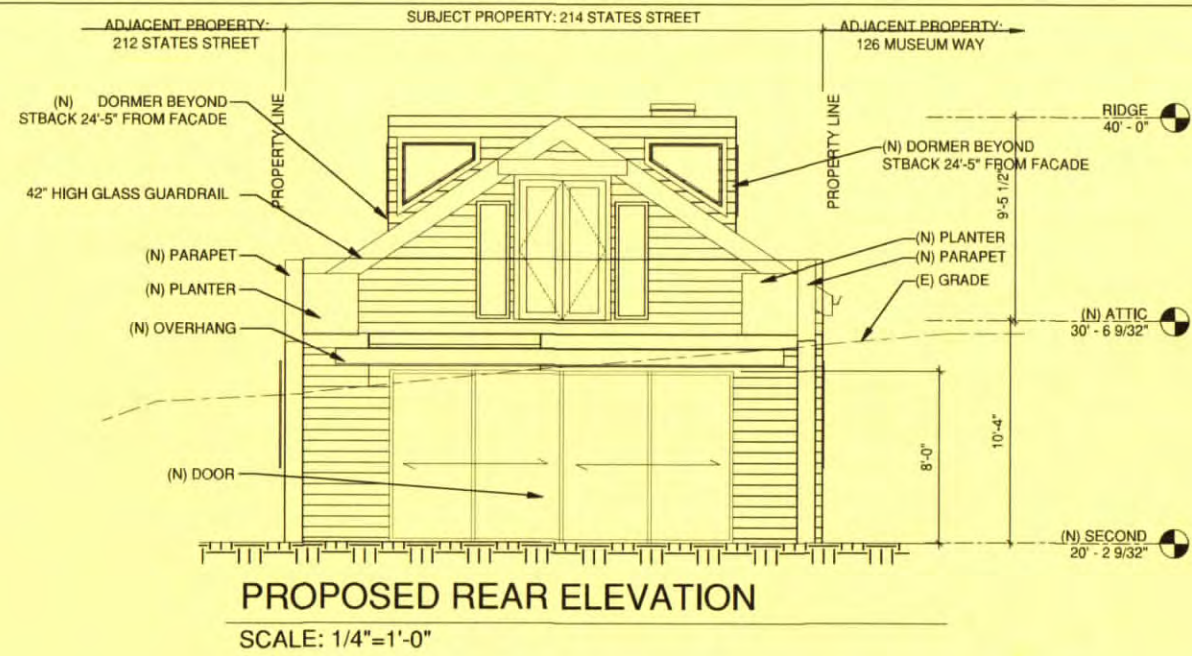 SUBJECT PROPERTY: 214 STATES STREET
ADJACENT PROPERTY:
212 STATES STREET
ADJACENT PROPERTY:
126 MUSEUM WAY
(N) DORMER BEYOND
STBACK 24'-5" FROM FACADE
PROPERTY LINE
PROPERTY LINE
RIDGE
40' - 0"
(N) DORMER BEYOND
STBACK 24'-5" FROM FACADE
42" HIGH GLASS GUARDRAIL
9'-5 1/2"
(N) PARAPET
(N) PLANTER
(N) OVERHANG
(N) PLANTER
(N) PARAPET
(E) GRADE
(N) ATTIC
30' - 6 9/32"
8'-0"
10'-4"
(N) DOOR
(N) SECOND
20' - 2 9/32"
PROPOSED REAR ELEVATION
SCALE: 1/4"=1'-0"